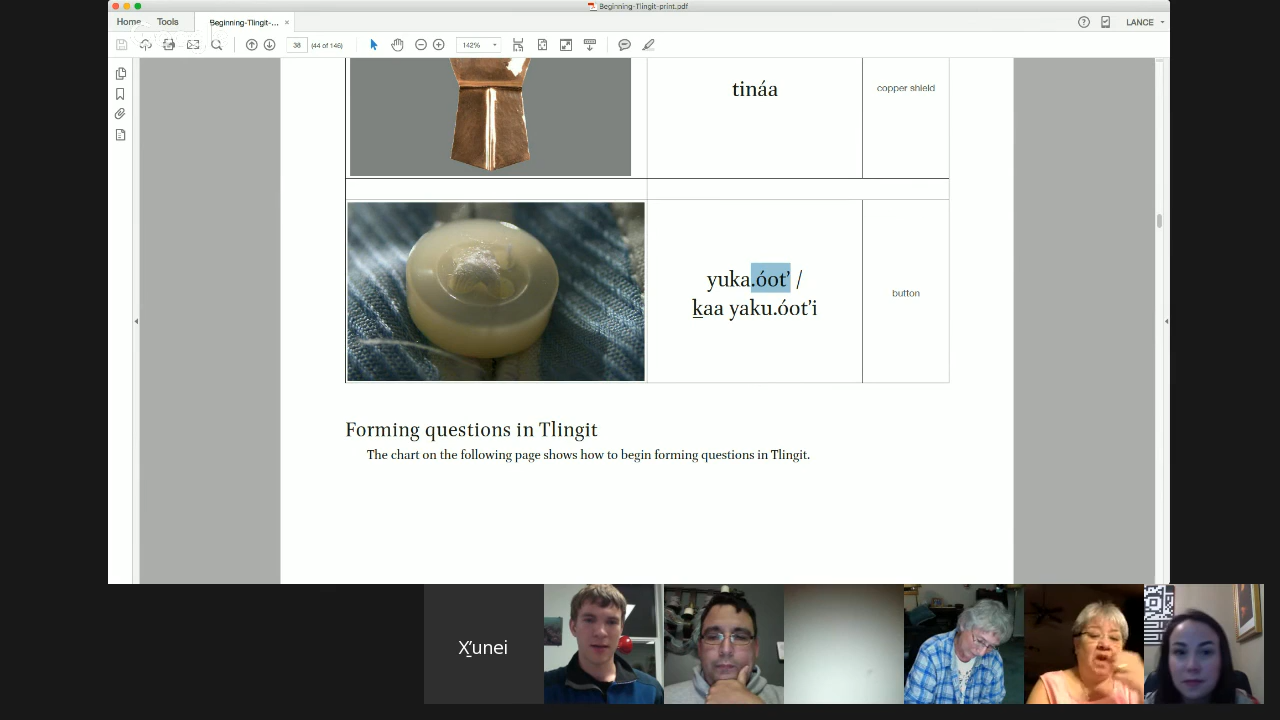 Beginning-Tlingit-print.pdf
Home
Tools
Beginning-Tlingit-...
×
LANCE
38
(44 of 146)
142%
tináa
copper shield
yuka.óot’ /
ḵaa yaku.óot’i
button
Forming questions in Tlingit
The chart on the following page shows how to begin forming questions in Tlingit.
X̱'unei